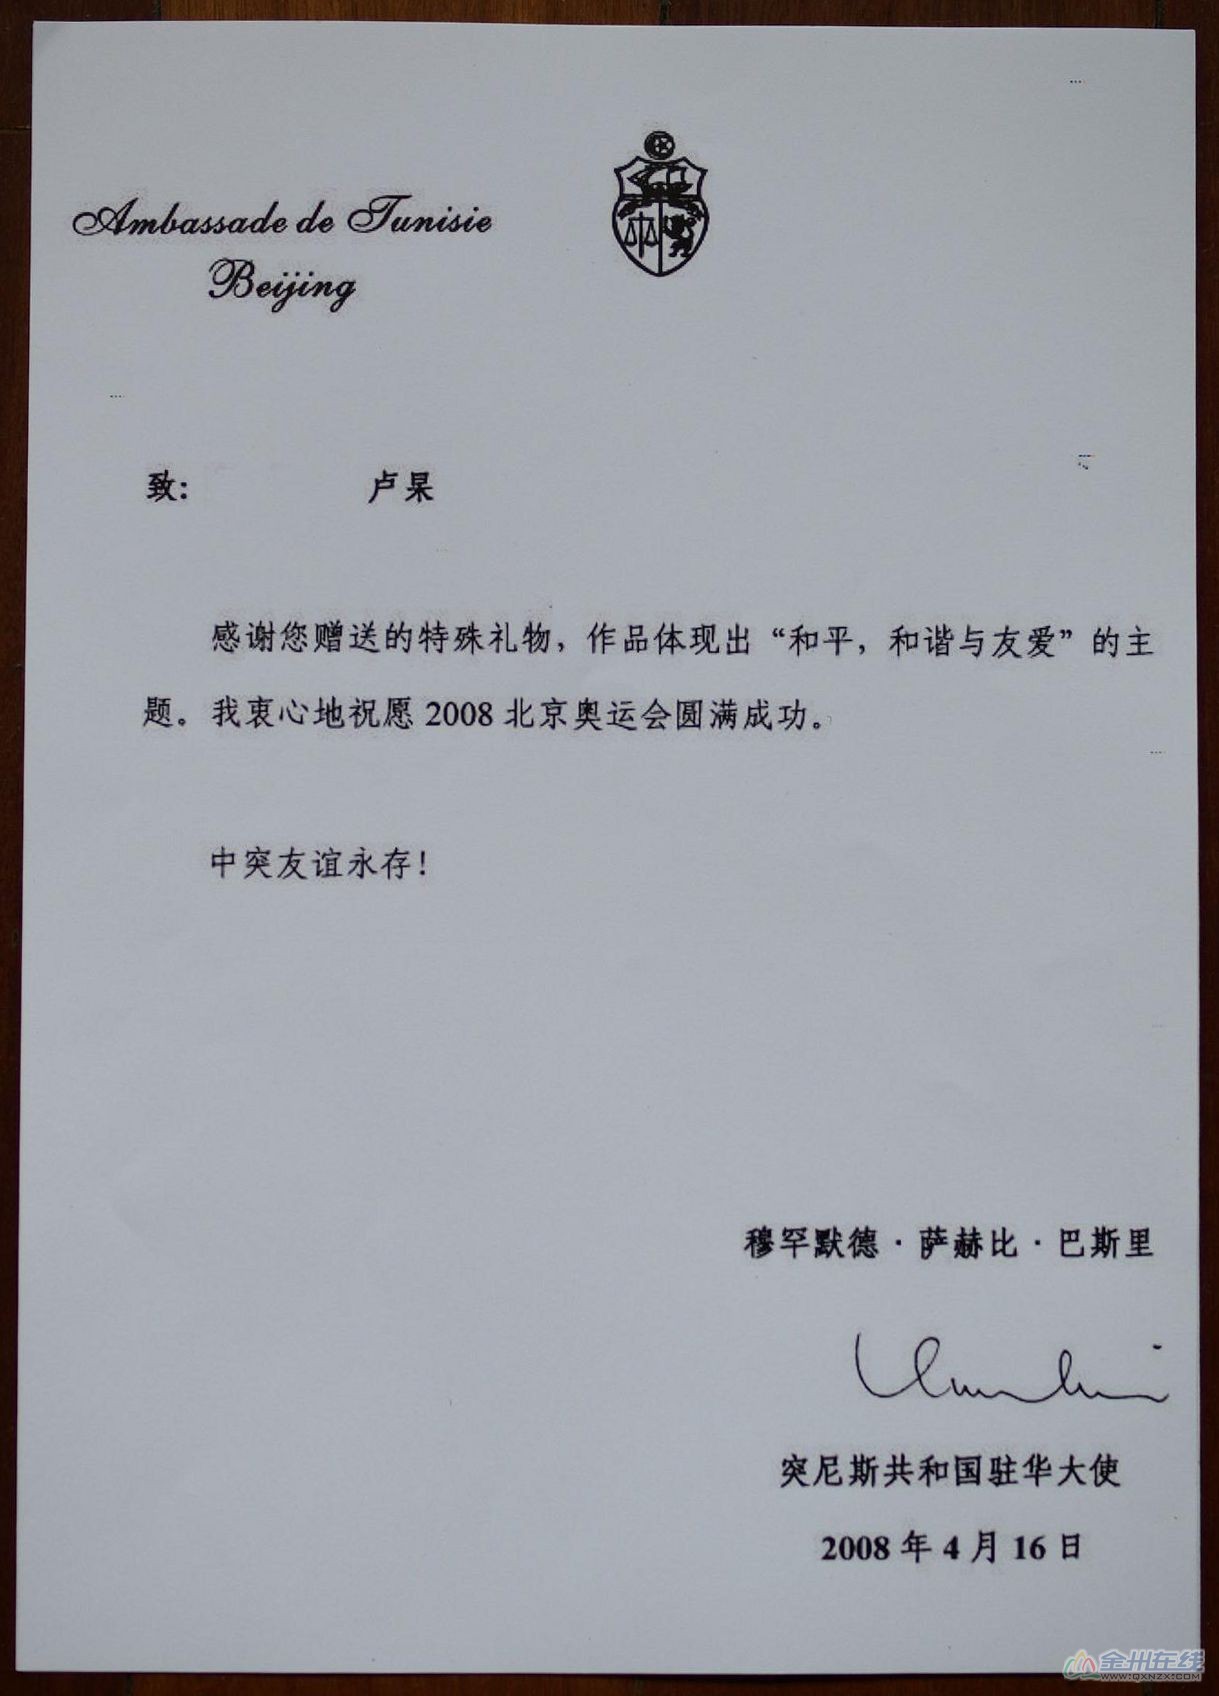 Ambassade de Tunisie
Beijing
致: 卢杲
感谢您赠送的特殊礼物，作品体现出“和平，和谐与友爱”的主
题。我衷心地祝愿 2008 北京奥运会圆满成功。
中突友谊永存！
穆罕默德·萨赫比·巴斯里
突尼斯共和国驻华大使
2008 年 4 月 16 日
金州在线
WWW.QXNZX.COM